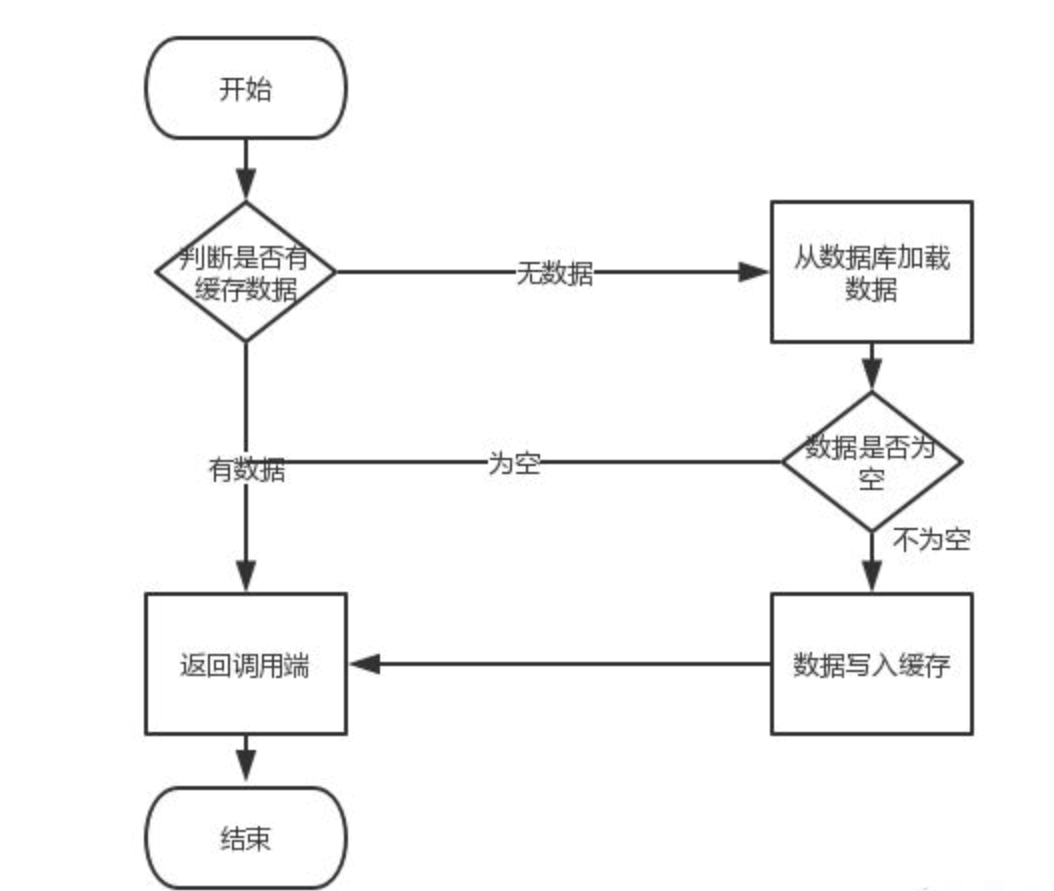 开始
判断是否有
缓存数据
无数据
从数据库加载
数据
有数据
为空
数据是否为
空
不为空
返回调用端
数据写入缓存
结束